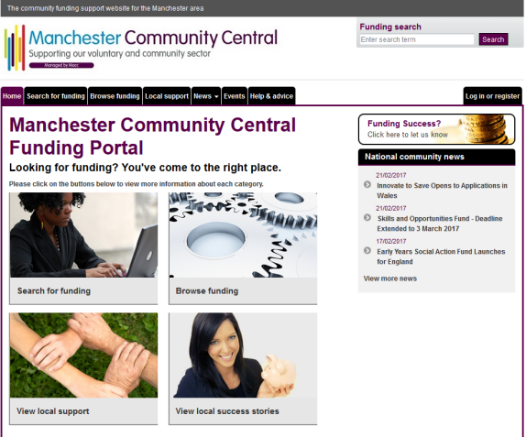 The community funding support website for the Manchester area
Manchester Community Central
Supporting our voluntary and community sector
Managed by Macc
Funding search
Enter search term
Search
Home
Search for funding
Browse funding
Local support
News
Events
Help & advice
Log in or register
Manchester Community Central
Funding Portal
Looking for funding? You've come to the right place.
Please click on the buttons below to view more information about each category.
Search for funding
Browse funding
View local support
View local success stories
Funding Success?
Click here to let us know
National community news
21/02/2017
Innovate to Save Opens to Applications in
Wales
21/02/2017
Skills and Opportunities Fund - Deadline
Extended to 3 March 2017
17/02/2017
Early Years Social Action Fund Launches
for England
View more news